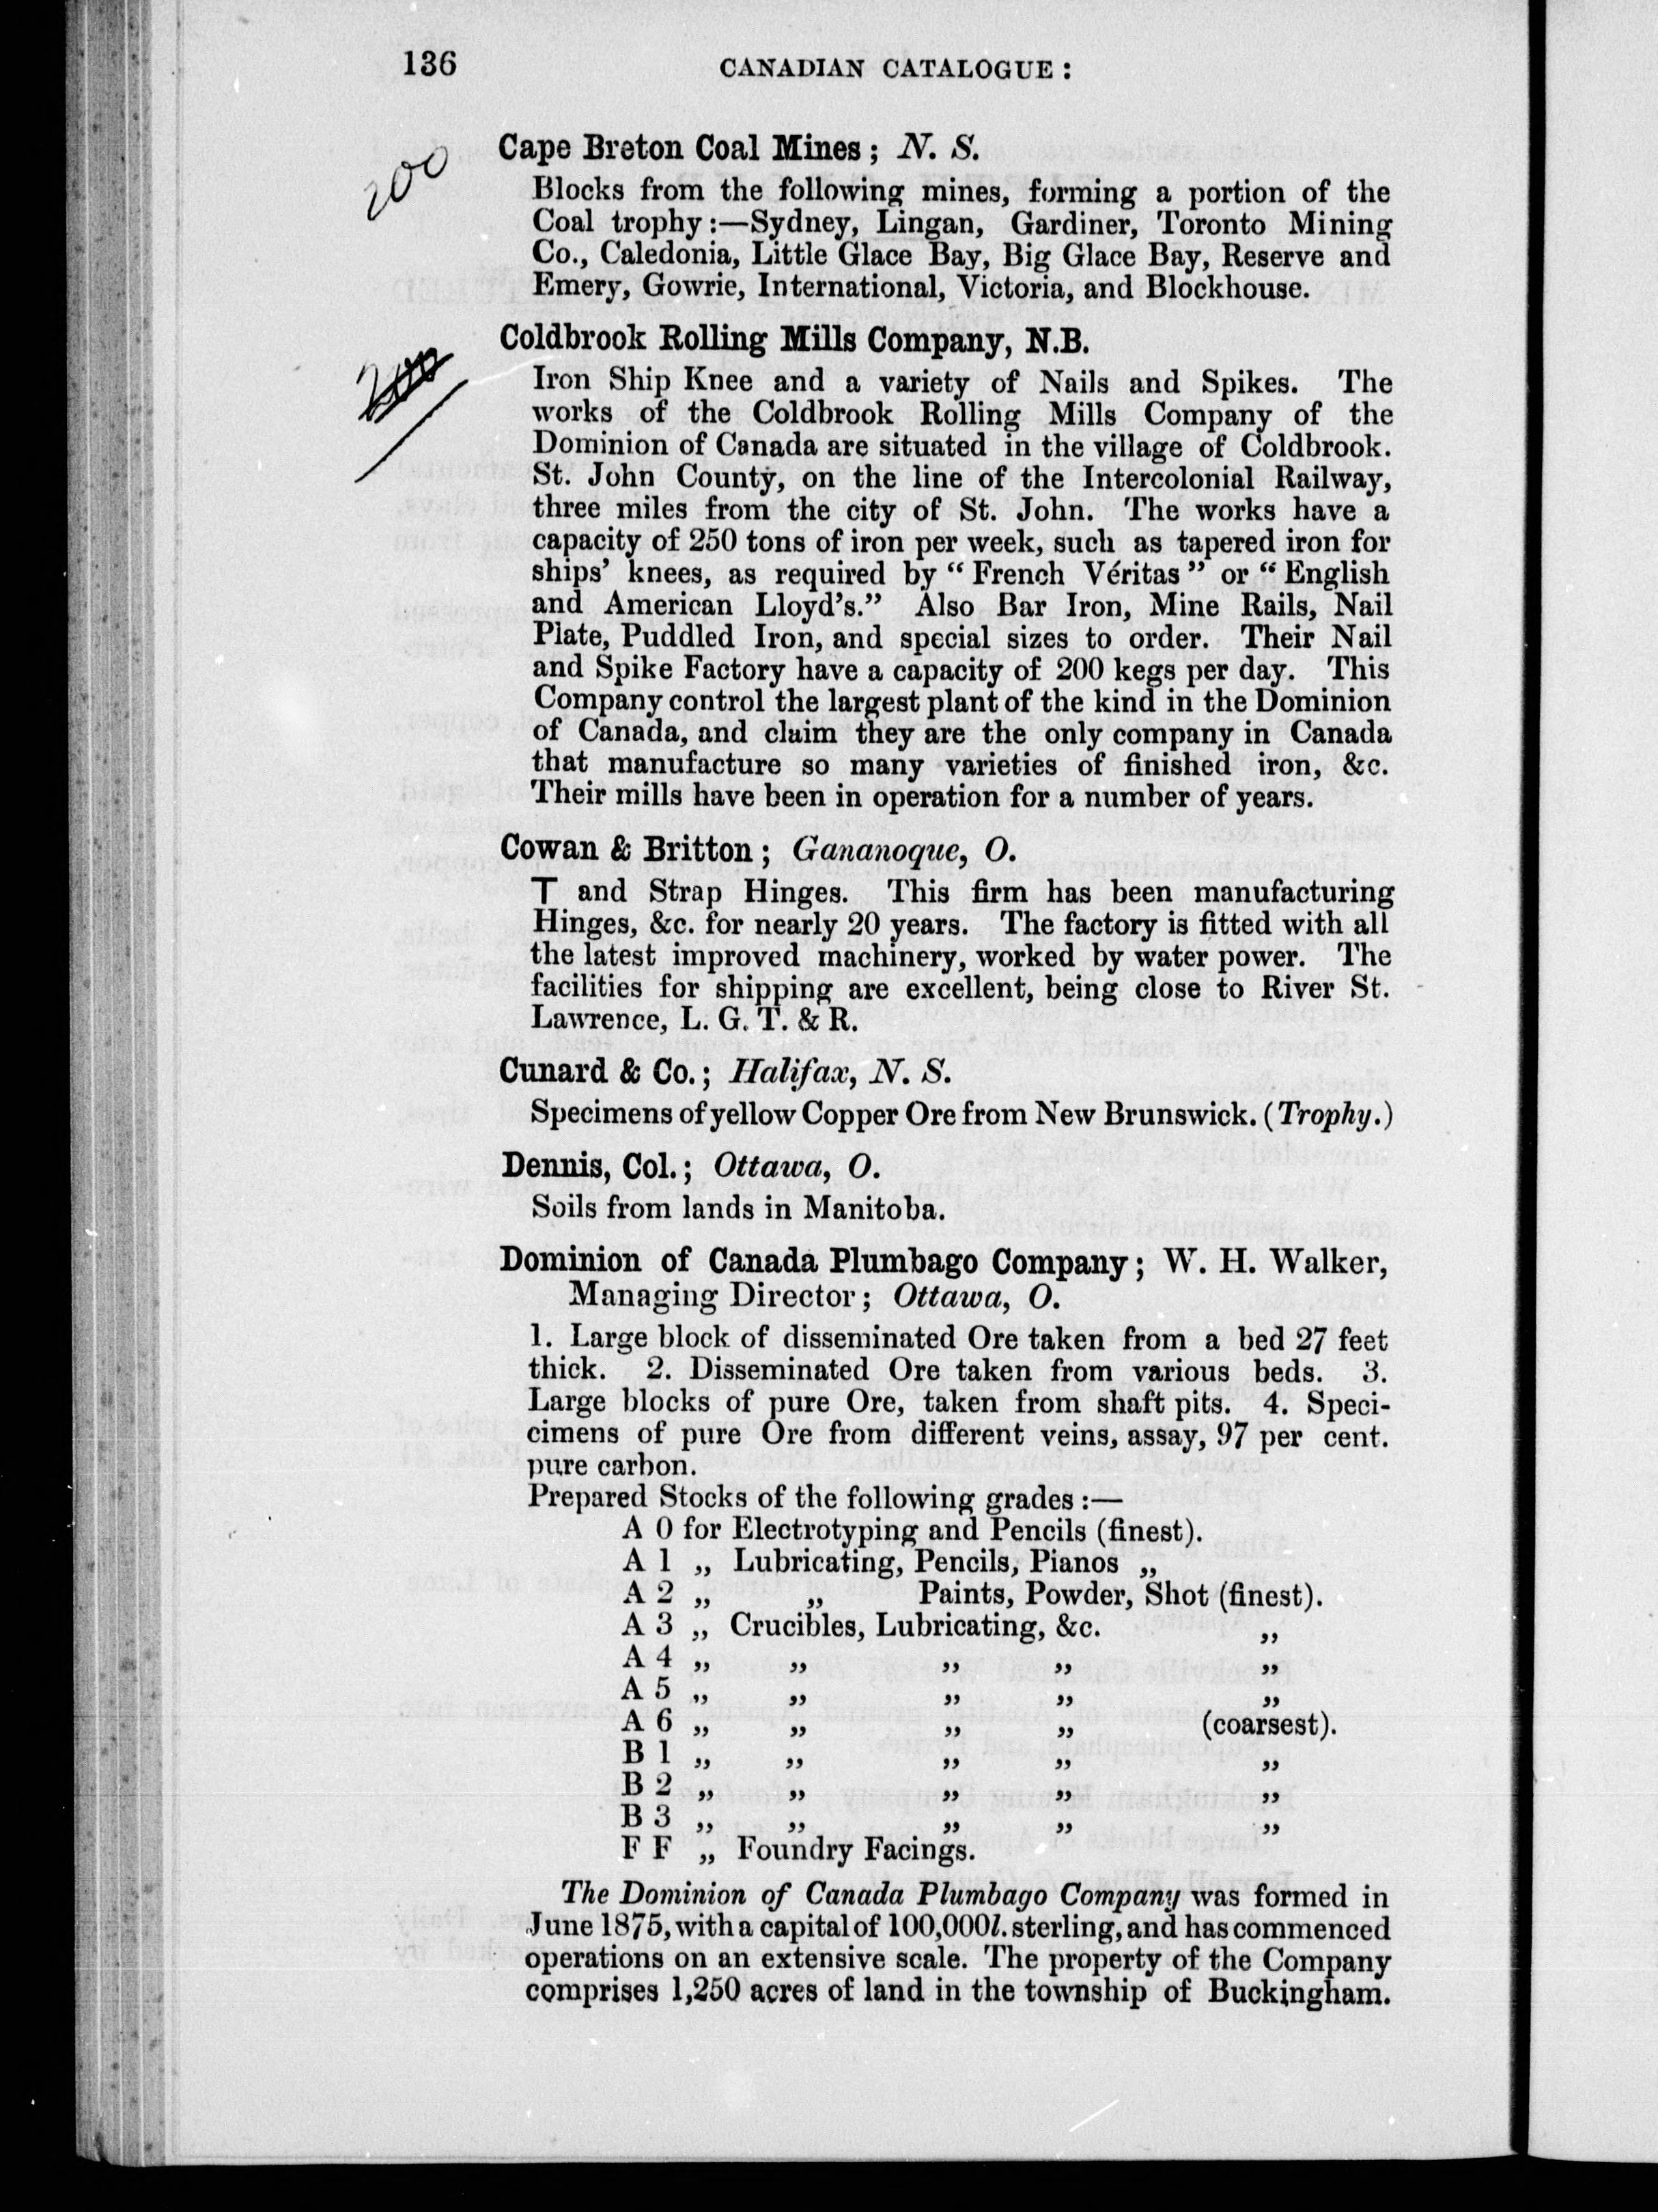 136
CANADIAN CATALOGUE :
200
Cape Breton Coal Mines ; N. S.
Blocks from the following mines, forming a portion of the
Coal trophy :—Sydney, Lingan, Gardiner, Toronto Mining
Co., Caledonia, Little Glace Bay, Big Glace Bay, Reserve and
Emery, Gowrie, International, Victoria, and Blockhouse.
200
Coldbrook Rolling Mills Company, N.B.
Iron Ship Knee and a variety of Nails and Spikes. The
works of the Coldbrook Rolling Mills Company of the
Dominion of Canada are situated in the village of Coldbrook.
St. John County, on the line of the Intercolonial Railway,
three miles from the city of St. John. The works have a
capacity of 250 tons of iron per week, such as tapered iron for
ships’ knees, as required by “ French Véritas ” or “ English
and American Lloyd’s.” Also Bar Iron, Mine Rails, Nail
Plate, Puddled Iron, and special sizes to order. Their Nail
and Spike Factory have a capacity of 200 kegs per day. This
Company control the largest plant of the kind in the Dominion
of Canada, and claim they are the only company in Canada
that manufacture so many varieties of finished iron, &c.
Their mills have been in operation for a number of years.
Cowan & Britton ; Gananoque, O.
T and Strap Hinges. This firm has been manufacturing
Hinges, &c. for nearly 20 years. The factory is fitted with all
the latest improved machinery, worked by water power. The
facilities for shipping are excellent, being close to River St.
Lawrence, L. G. T. & R.
Cunard & Co. ; Halifax, N. S.
Specimens of yellow Copper Ore from New Brunswick. (Trophy.)
Dennis, Col. ; Ottawa, O.
Soils from lands in Manitoba.
Dominion of Canada Plumbago Company ; W. H. Walker,
Managing Director ; Ottawa, O.
1. Large block of disseminated Ore taken from a bed 27 feet
thick. 2. Disseminated Ore taken from various beds. 3.
Large blocks of pure Ore, taken from shaft pits. 4. Speci-
cimens of pure Ore from different veins, assay, 97 per cent.
pure carbon.
Prepared Stocks of the following grades :—
A 0 for Electrotyping and Pencils (finest).
A 1 „ Lubricating, Pencils, Pianos „
A 2 „ „ Paints, Powder, Shot (finest).
A 3 „ Crucibles, Lubricating, &c. „
A 4 „ „ „ „ „
A 5 „ „ „ „ „
A 6 „ „ „ „ (coarsest).
B 1 „ „ „ „ „
B 2 „ „ „ „ „
B 3 „ „ „ „ „
F F „ Foundry Facings.
The Dominion of Canada Plumbago Company was formed in
June 1875, with a capital of 100,000l. sterling, and has commenced
operations on an extensive scale. The property of the Company
comprises 1,250 acres of land in the township of Buckingham.